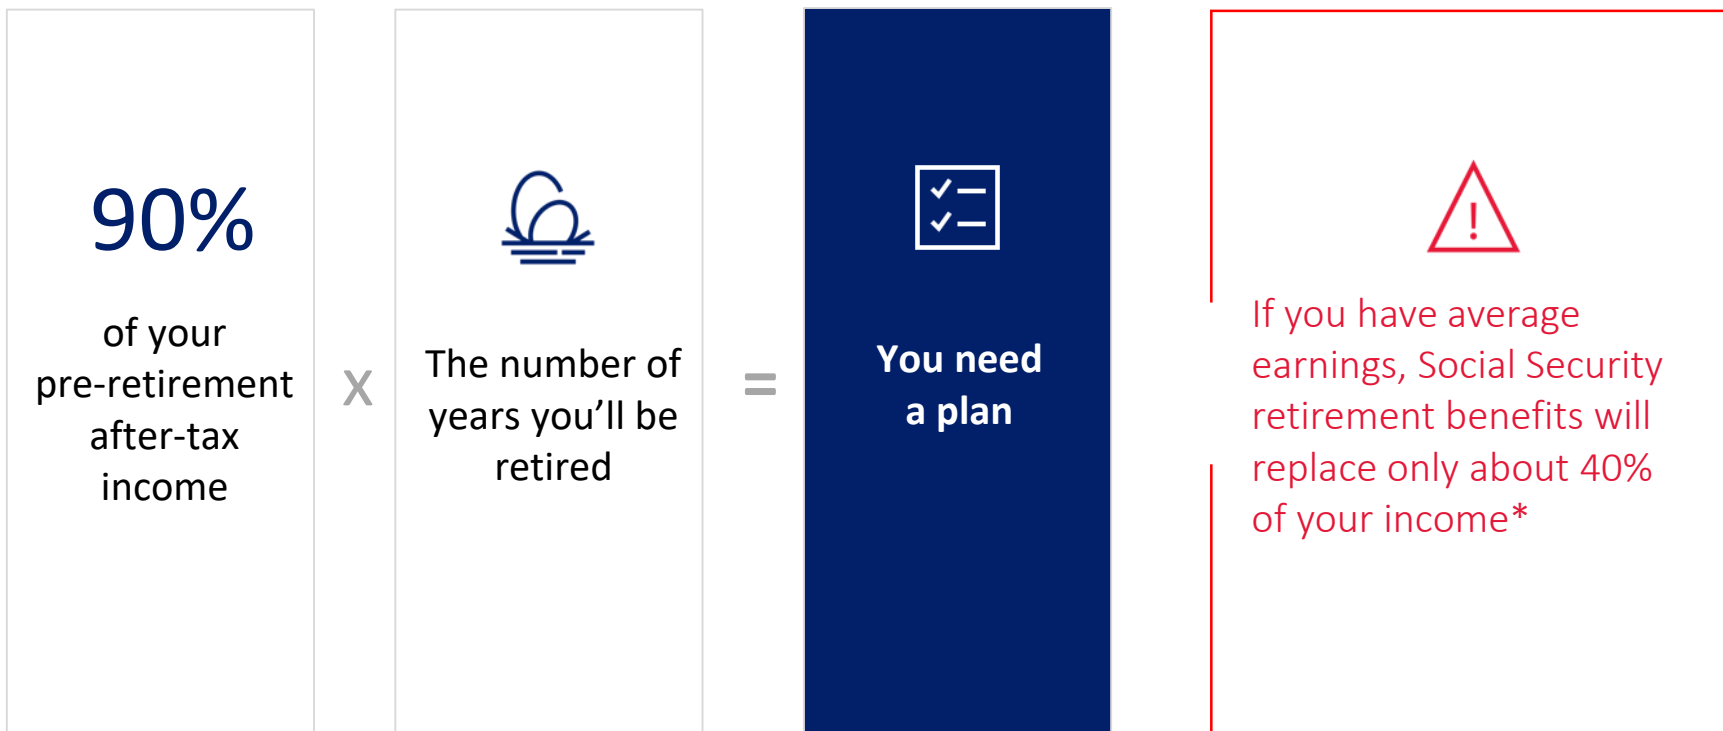 90%
of your
pre-retirement
after-tax
income
X
The number of
years you’ll be
retired
=
You need
a plan
!
If you have average
earnings, Social Security
retirement benefits will
replace only about 40%
of your income*